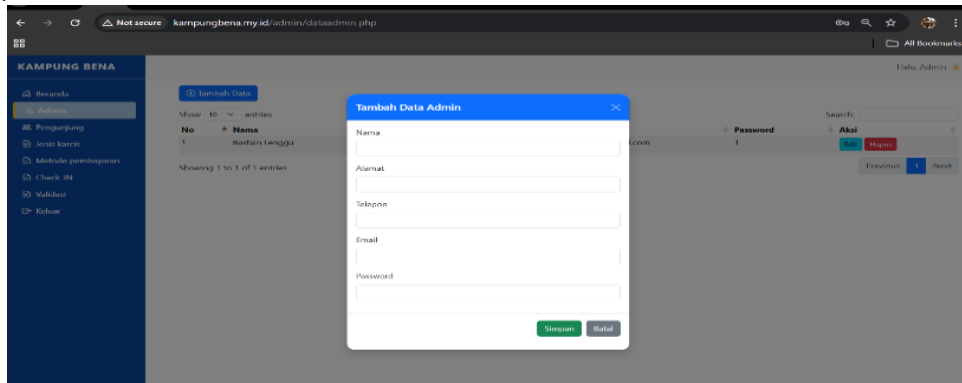 Not secure kampungbena.my.id/admin/dataadmin.php
All Bookmarks
KAMPUNG BENA
Halo, Admin
Beranda
Admin
Pengunjung
Jenis karcis
Metode pembayaran
Check IN
Validasi
Keluar
Tambah Data
Show 10 entries
Search:
No Nama Password Aksi
1 Bastian Lenggu .com 1 Edit Hapus
Showing 1 to 1 of 1 entries
Previous 1 Next
Tambah Data Admin
Nama
Alamat
Telepon
Email
Password
Simpan Batal